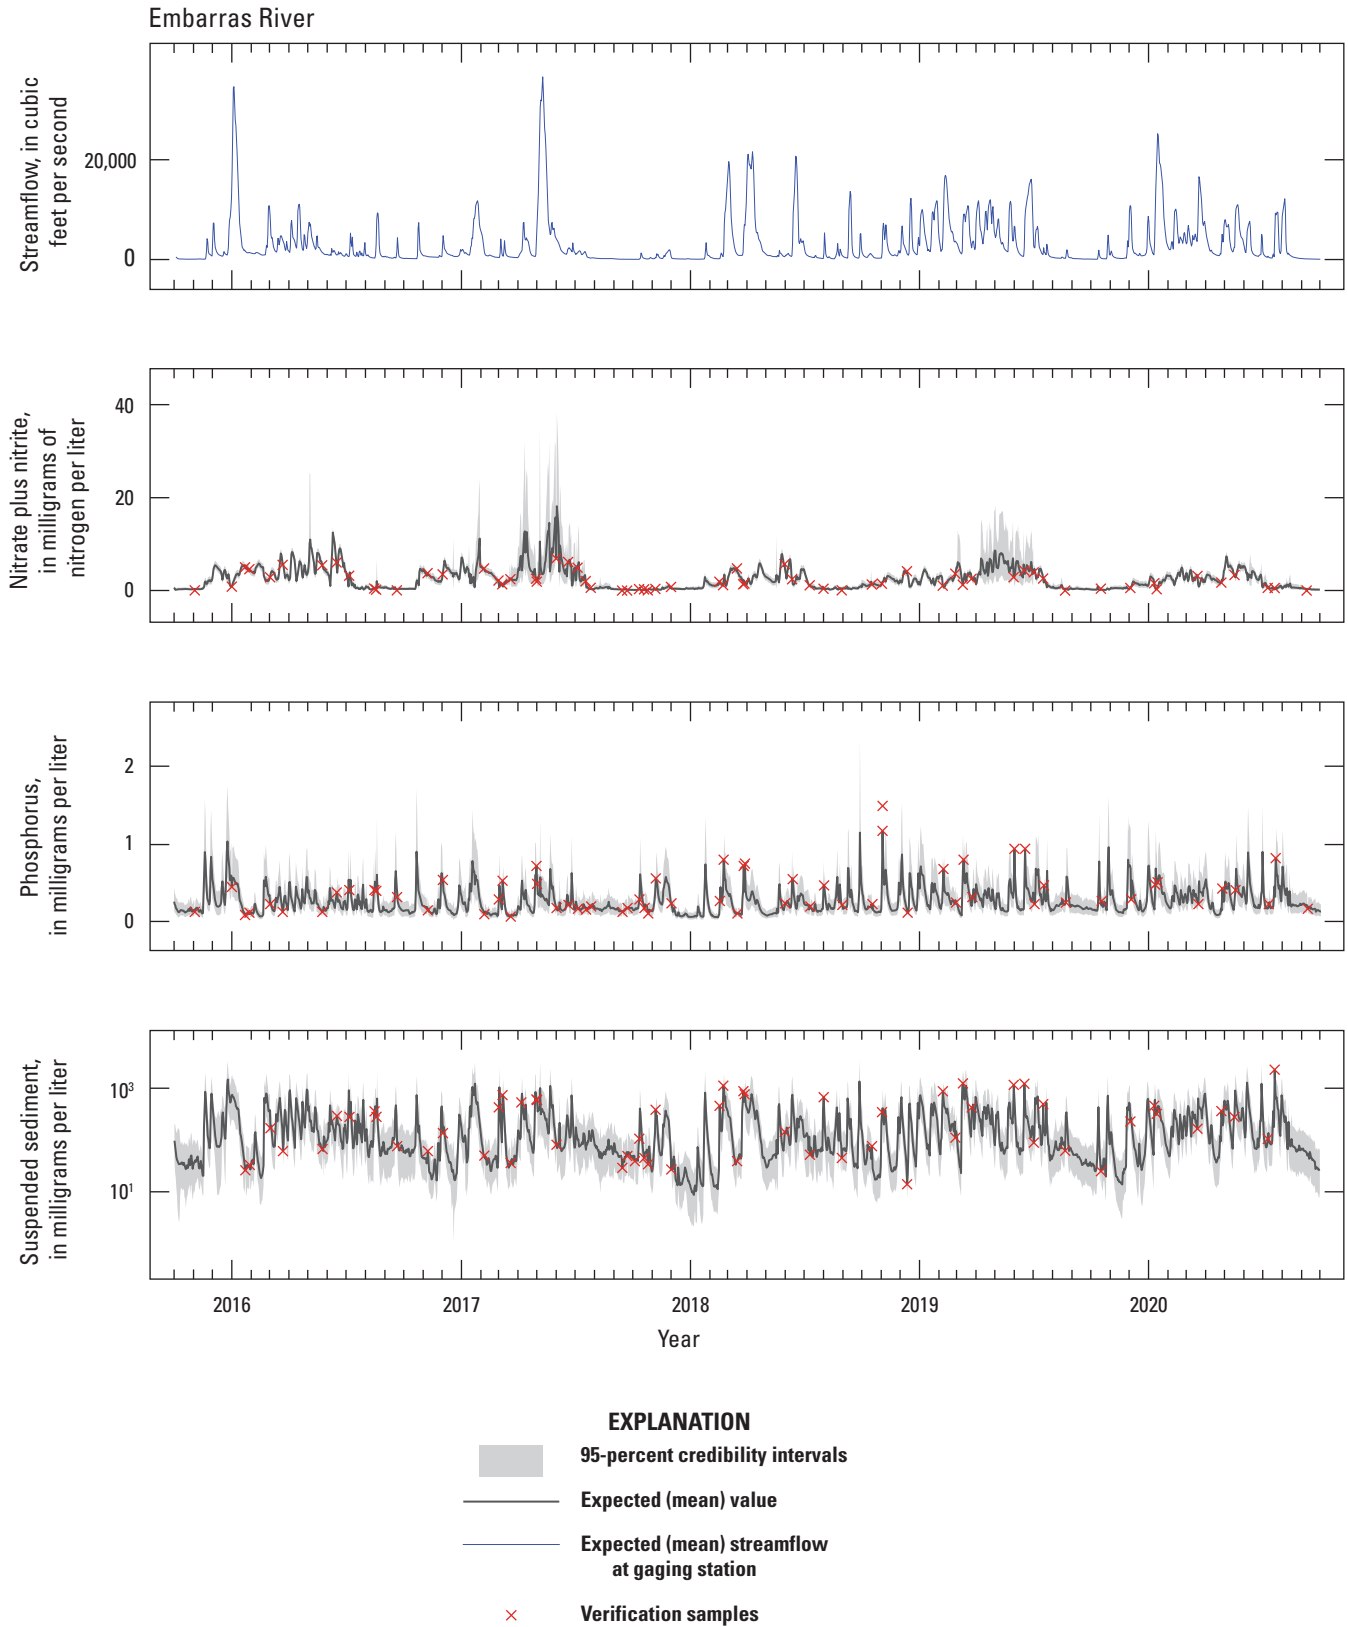 Embarras River
Streamflow, in cubic
feet per second
20,000
0
Nitrate plus nitrite,
in milligrams of
nitrogen per liter
40
20
0
Phosphorus,
in milligrams per liter
2
1
0
Suspended sediment,
in milligrams per liter
10³
10¹
2016 2017 2018 2019 2020
Year
EXPLANATION
95-percent credibility intervals
Expected (mean) value
Expected (mean) streamflow
at gaging station
Verification samples